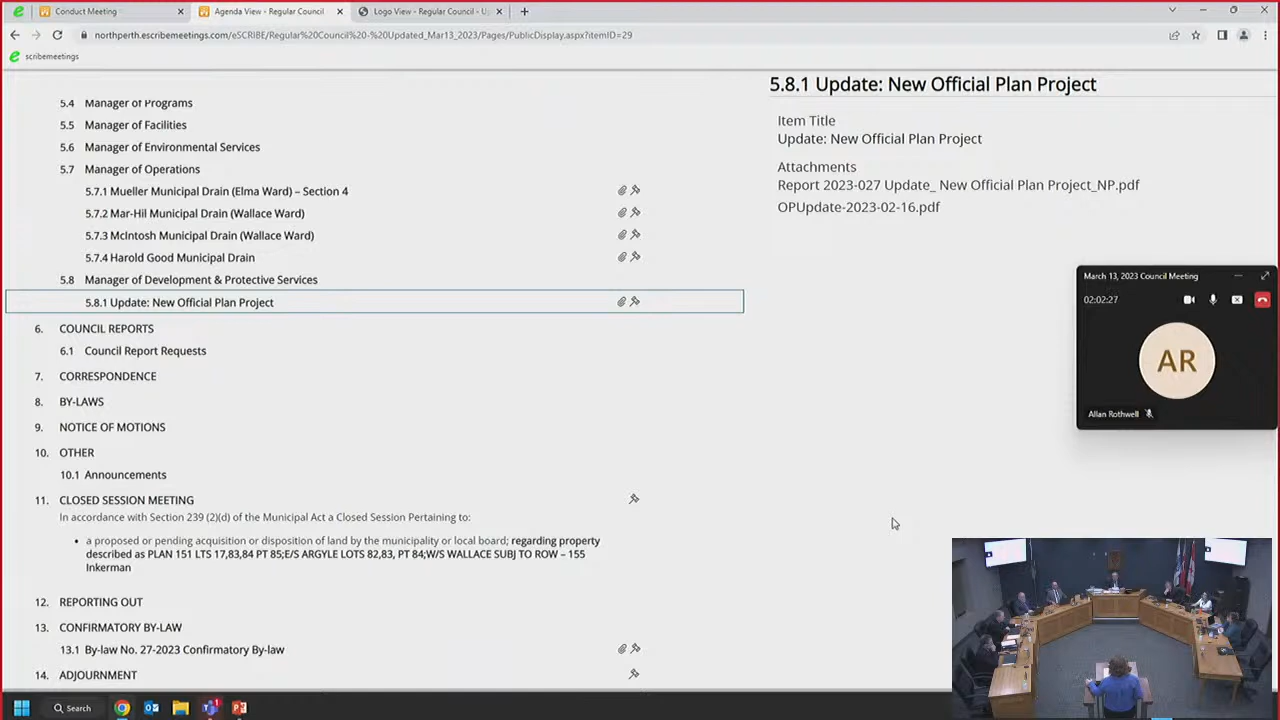 Conduct Meeting
Agenda View - Regular Council
Logo View - Regular Council - U
northperth.escribemeetings.com/eSCRIBE/Regular%20Council%20-%20Updated_Mar13_2023/Pages/PublicDisplay.aspx?itemID=29
scribemeetings
5.4 Manager of Programs
5.5 Manager of Facilities
5.6 Manager of Environmental Services
5.7 Manager of Operations
5.7.1 Mueller Municipal Drain (Elma Ward) – Section 4
5.7.2 Mar-Hil Municipal Drain (Wallace Ward)
5.7.3 McIntosh Municipal Drain (Wallace Ward)
5.7.4 Harold Good Municipal Drain
5.8 Manager of Development & Protective Services
5.8.1 Update: New Official Plan Project
6. COUNCIL REPORTS
6.1 Council Report Requests
7. CORRESPONDENCE
8. BY-LAWS
9. NOTICE OF MOTIONS
10. OTHER
10.1 Announcements
11. CLOSED SESSION MEETING
In accordance with Section 239 (2)(d) of the Municipal Act a Closed Session Pertaining to:
• a proposed or pending acquisition or disposition of land by the municipality or local board; regarding property
described as PLAN 151 LTS 17,83,84 PT 85;E/S ARGYLE LOTS 82,83, PT 84;W/S WALLACE SUBJ TO ROW – 155
Inkerman
12. REPORTING OUT
13. CONFIRMATORY BY-LAW
13.1 By-law No. 27-2023 Confirmatory By-law
14. ADJOURNMENT
5.8.1 Update: New Official Plan Project
Item Title
Update: New Official Plan Project
Attachments
Report 2023-027 Update_ New Official Plan Project_NP.pdf
OPUpdate-2023-02-16.pdf
March 13, 2023 Council Meeting
02:02:27
AR
Allan Rothwell
Search